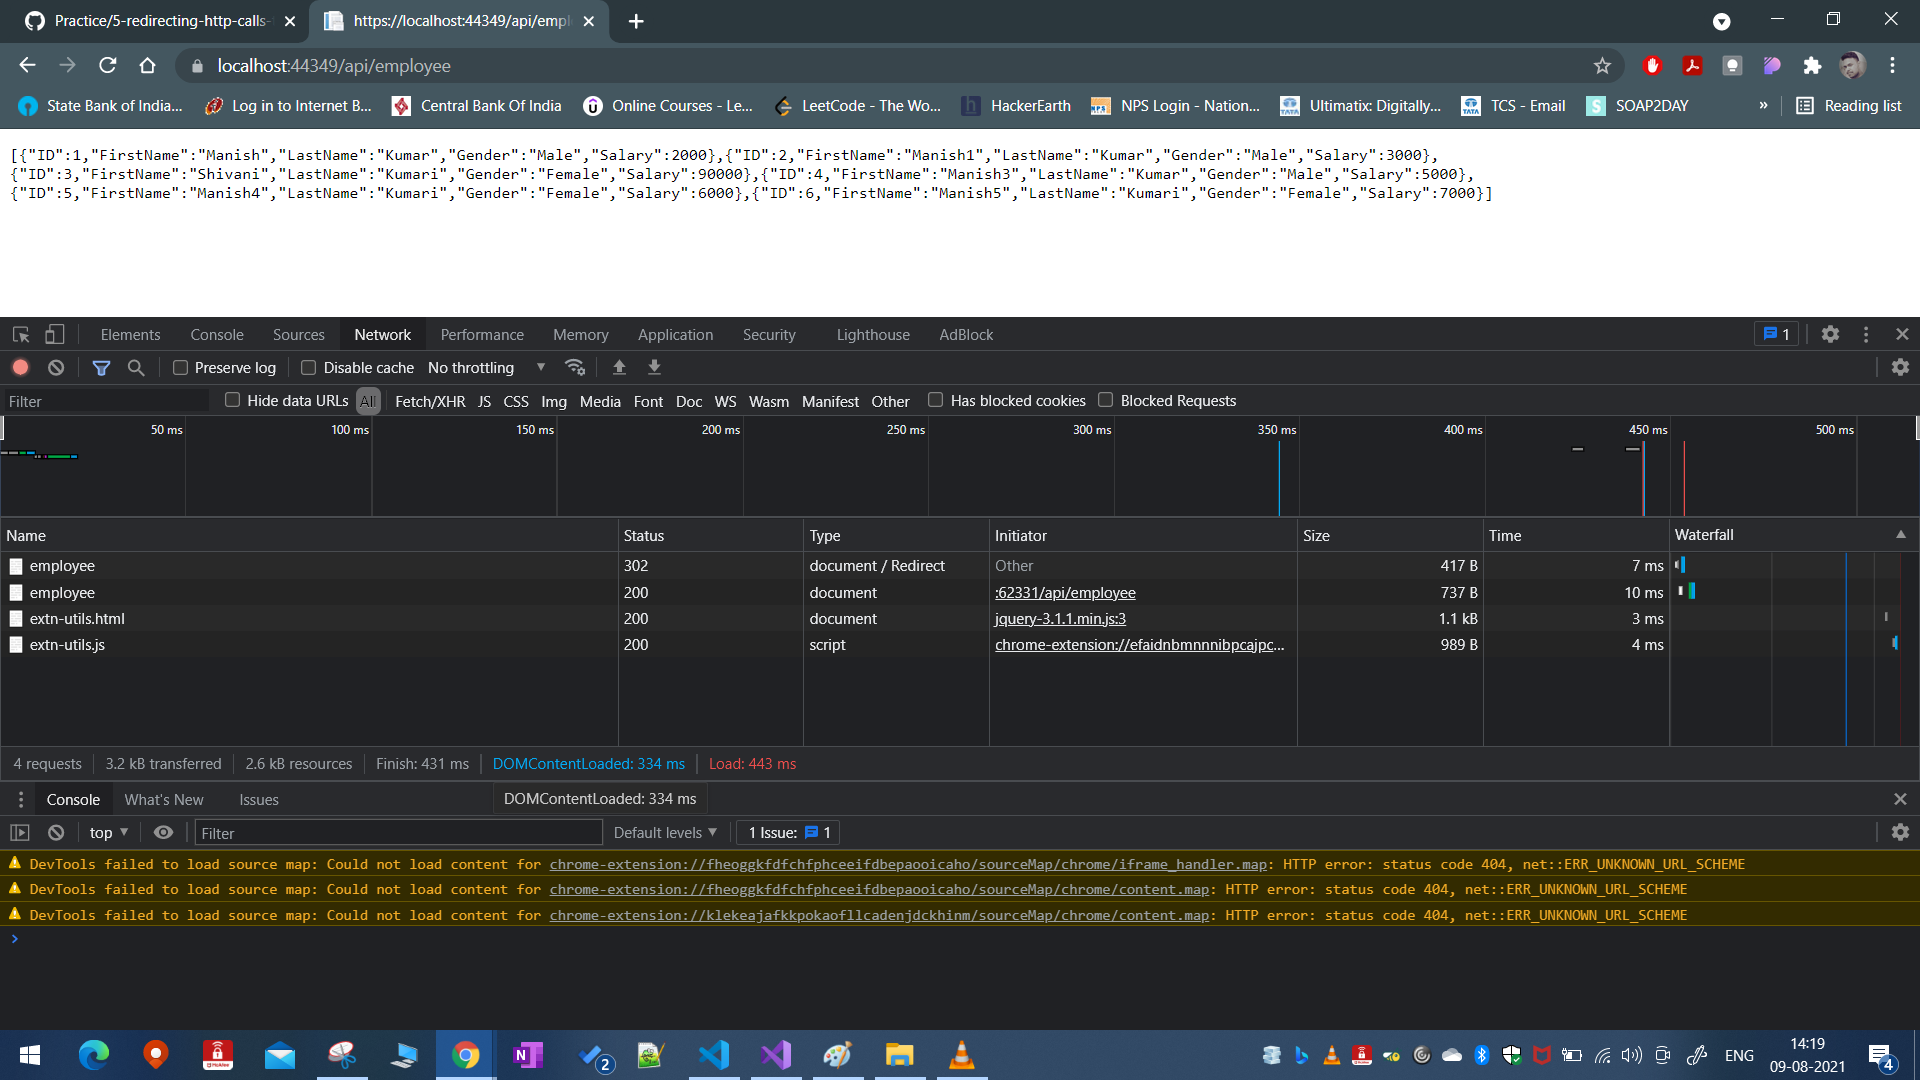 Practice/5-redirecting-http-calls-
https://localhost:44349/api/empl
localhost:44349/api/employee
State Bank of India...
Log in to Internet B...
Central Bank Of India
Online Courses - Le...
LeetCode - The Wo...
HackerEarth
NPS Login - Nation...
Ultimatix: Digitally...
TCS - Email
SOAP2DAY
»
Reading list
[{"ID":1,"FirstName":"Manish","LastName":"Kumar","Gender":"Male","Salary":2000},{"ID":2,"FirstName":"Manish1","LastName":"Kumar","Gender":"Male","Salary":3000},
{"ID":3,"FirstName":"Shivani","LastName":"Kumari","Gender":"Female","Salary":90000},{"ID":4,"FirstName":"Manish3","LastName":"Kumar","Gender":"Male","Salary":5000},
{"ID":5,"FirstName":"Manish4","LastName":"Kumari","Gender":"Female","Salary":6000},{"ID":6,"FirstName":"Manish5","LastName":"Kumari","Gender":"Female","Salary":7000}]
Elements Console Sources Network Performance Memory Application Security Lighthouse AdBlock 1
Preserve log Disable cache No throttling
Filter Hide data URLs All Fetch/XHR JS CSS Img Media Font Doc WS Wasm Manifest Other Has blocked cookies Blocked Requests
50 ms 100 ms 150 ms 200 ms 250 ms 300 ms 350 ms 400 ms 450 ms 500 ms
Name Status Type Initiator Size Time Waterfall
employee 302 document / Redirect Other 417 B 7 ms
employee 200 document :62331/api/employee 737 B 10 ms
extn-utils.html 200 document jquery-3.1.1.min.js:3 1.1 kB 3 ms
extn-utils.js 200 script chrome-extension://efaidnbmnnnibpcajpc... 989 B 4 ms
4 requests 3.2 kB transferred 2.6 kB resources Finish: 431 ms DOMContentLoaded: 334 ms Load: 443 ms
Console What's New Issues DOMContentLoaded: 334 ms
top Filter Default levels 1 Issue: 1
DevTools failed to load source map: Could not load content for chrome-extension://fheoggkfdfchfphceeifdbepaooicaho/sourceMap/chrome/iframe_handler.map: HTTP error: status code 404, net::ERR_UNKNOWN_URL_SCHEME
DevTools failed to load source map: Could not load content for chrome-extension://fheoggkfdfchfphceeifdbepaooicaho/sourceMap/chrome/content.map: HTTP error: status code 404, net::ERR_UNKNOWN_URL_SCHEME
DevTools failed to load source map: Could not load content for chrome-extension://klekeajafkkpokaofllcadenjdckhinm/sourceMap/chrome/content.map: HTTP error: status code 404, net::ERR_UNKNOWN_URL_SCHEME
2
ENG
14:19
09-08-2021
4